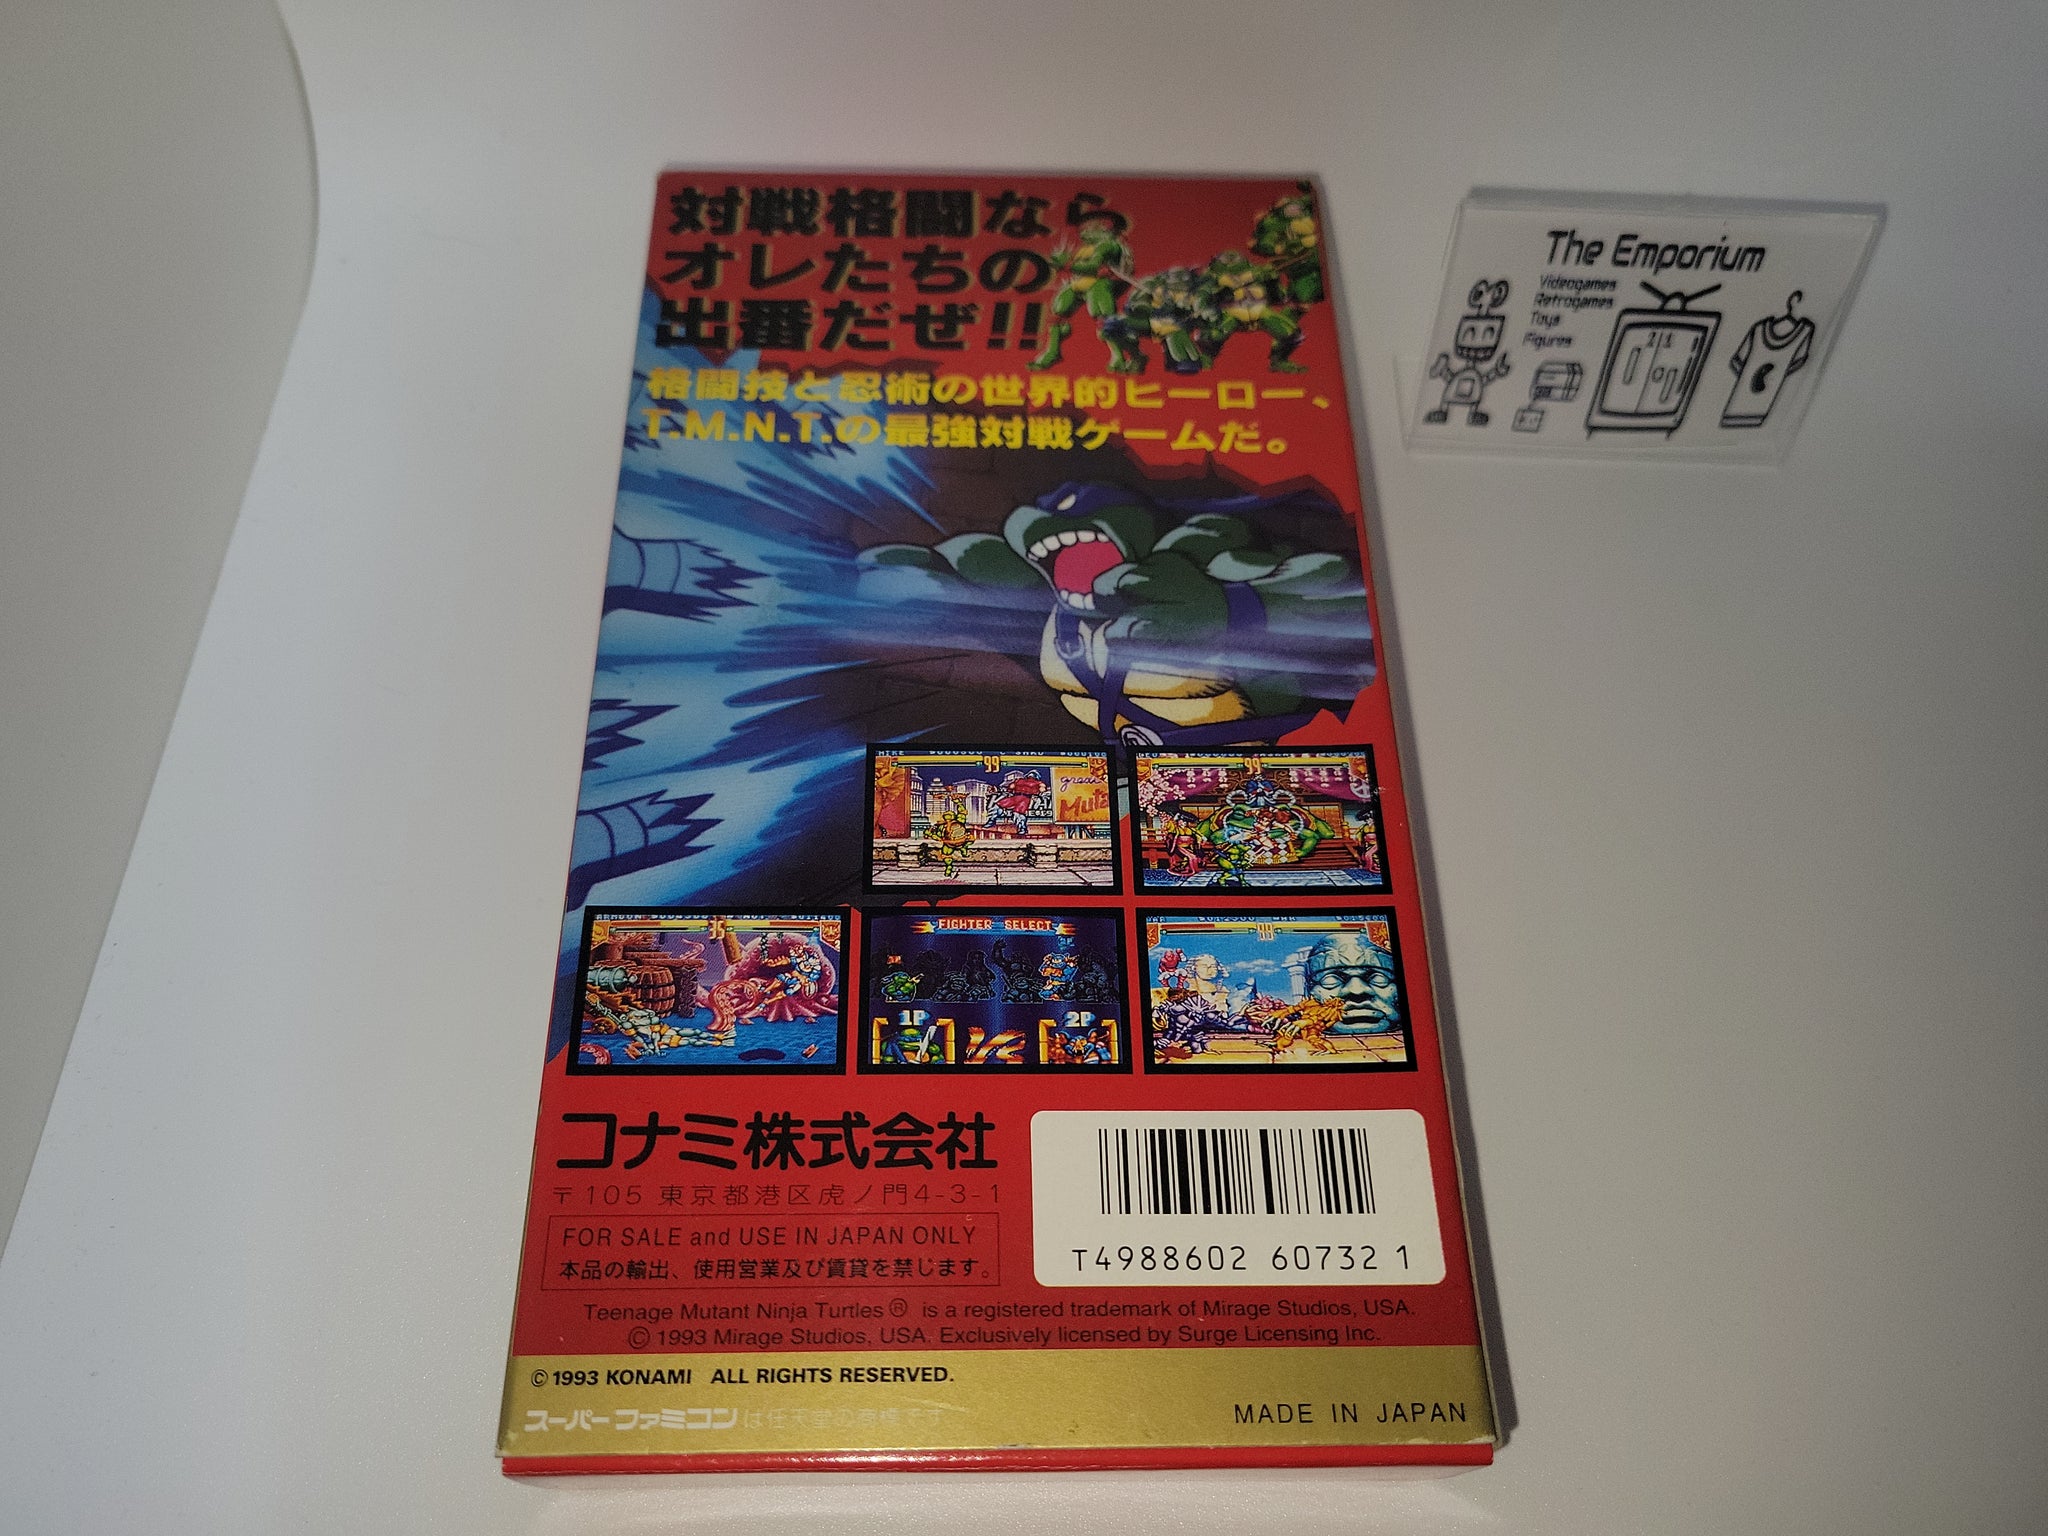 対戦格闘なら
オレたちの
出番だぜ!!
格闘技と忍術の世界的ヒーロー、
T.M.N.T.の最強対戦ゲームだ。
The Emporium
Videogames
Retrogames
Toys
Figures
MIKE
99
99
35
FIGHTER SELECT
1P
2P
VS
WAR
99
コナミ株式会社
〒105 東京都港区虎ノ門4-3-1
FOR SALE and USE IN JAPAN ONLY
本品の輸出、使用営業及び賃貸を禁じます。
T4988602 60732 1
Teenage Mutant Ninja Turtles® is a registered trademark of Mirage Studios, USA.
© 1993 Mirage Studios, USA. Exclusively licensed by Surge Licensing Inc.
©1993 KONAMI ALL RIGHTS RESERVED.
スーパーファミコンは任天堂の商標です。
MADE IN JAPAN